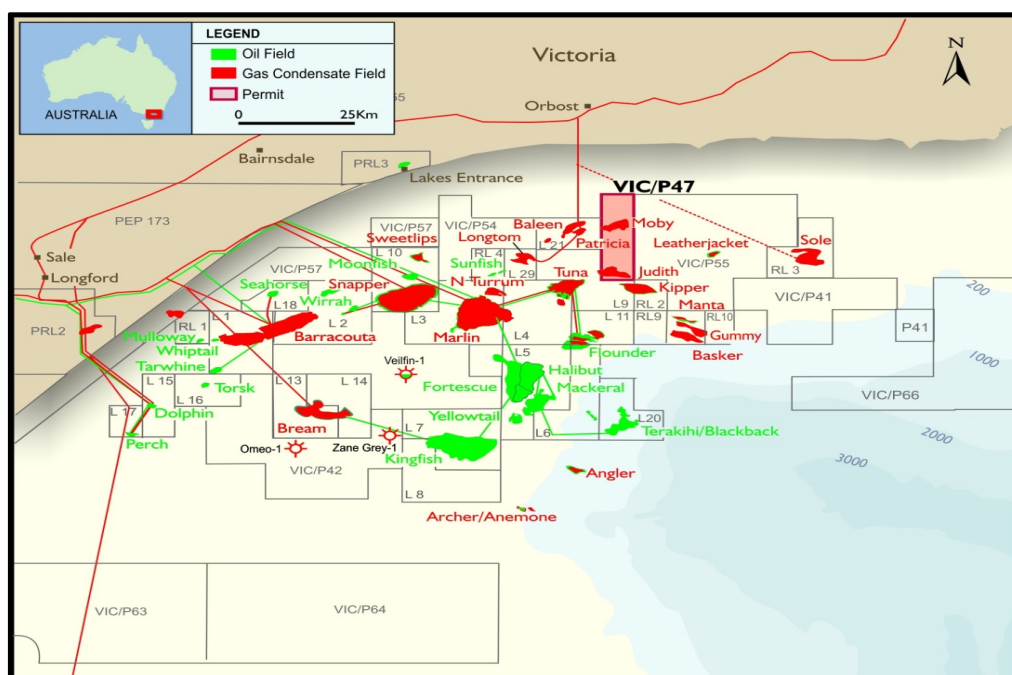 LEGEND
Oil Field
Gas Condensate Field
Permit
0 25Km
AUSTRALIA
Victoria
N
Orbost
Bairnsdale
PRL3
Lakes Entrance
VIC/P47
PEP 173
VIC/P57
VIC/P54
Baleen
Moby
Sweetlips
Longtom
L 21
Patricia
Leatherjacket
Sole
Sale
L 10
RL 4
Sunfish
VIC/P55
Moonfish
L 29
Tuna
Judith
RL 3
Longford
VIC/P57
Snapper
N Turrum
Kipper
Seahorse
VIC/P41
200
Wirrah
L9
RL 2
Manta
L18
L 11
RL9
RL10
PRL2
L 1
RL 1
L 2
L3
Gummy
P41
Mulloway
Barracouta
Marlin
L 4
Basker
Whiptail
L5
Flounder
1000
Tarwhine
Veilfin-1
Halibut
L 15
Torsk
L13
L 14
Fortescue
Mackeral
VIC/P66
L 16
L 17
Dolphin
Yellowtail
L20
Bream
L 7
L6
Terakihi/Blackback
Perch
2000
Omeo-1
Zane Grey-1
Kingfish
3000
VIC/P42
Angler
L 8
Archer/Anemone
VIC/P63
VIC/P64